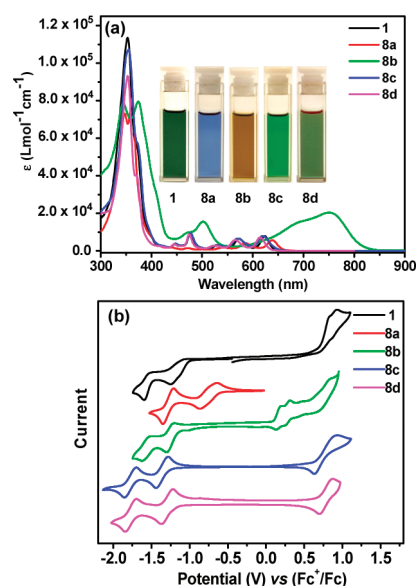 (a)
1
8a
8b
8c
8d
ε (Lmol⁻¹cm⁻¹)
1.2 x 10⁵
1.0 x 10⁵
8.0 x 10⁴
6.0 x 10⁴
4.0 x 10⁴
2.0 x 10⁴
0.0
1 8a 8b 8c 8d
300 400 500 600 700 800 900
Wavelength (nm)
(b)
1
8a
8b
8c
8d
Current
-2.0 -1.5 -1.0 -0.5 0.0 0.5 1.0
Potential (V) vs (Fc⁺/Fc)